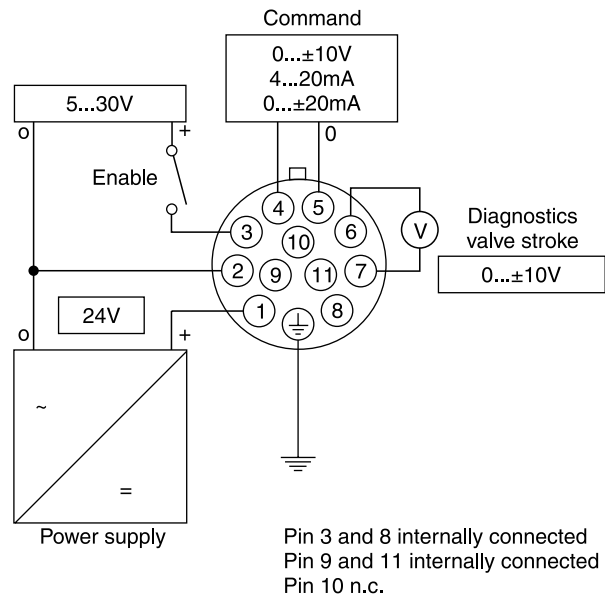 Command
0...±10V
4...20mA
0...±20mA
5...30V
o
+
0
Enable
4
5
3
6
10
V
Diagnostics
valve stroke
0...±10V
2
9
11
7
24V
1
8
o
+
~
=
Power supply
Pin 3 and 8 internally connected
Pin 9 and 11 internally connected
Pin 10 n.c.